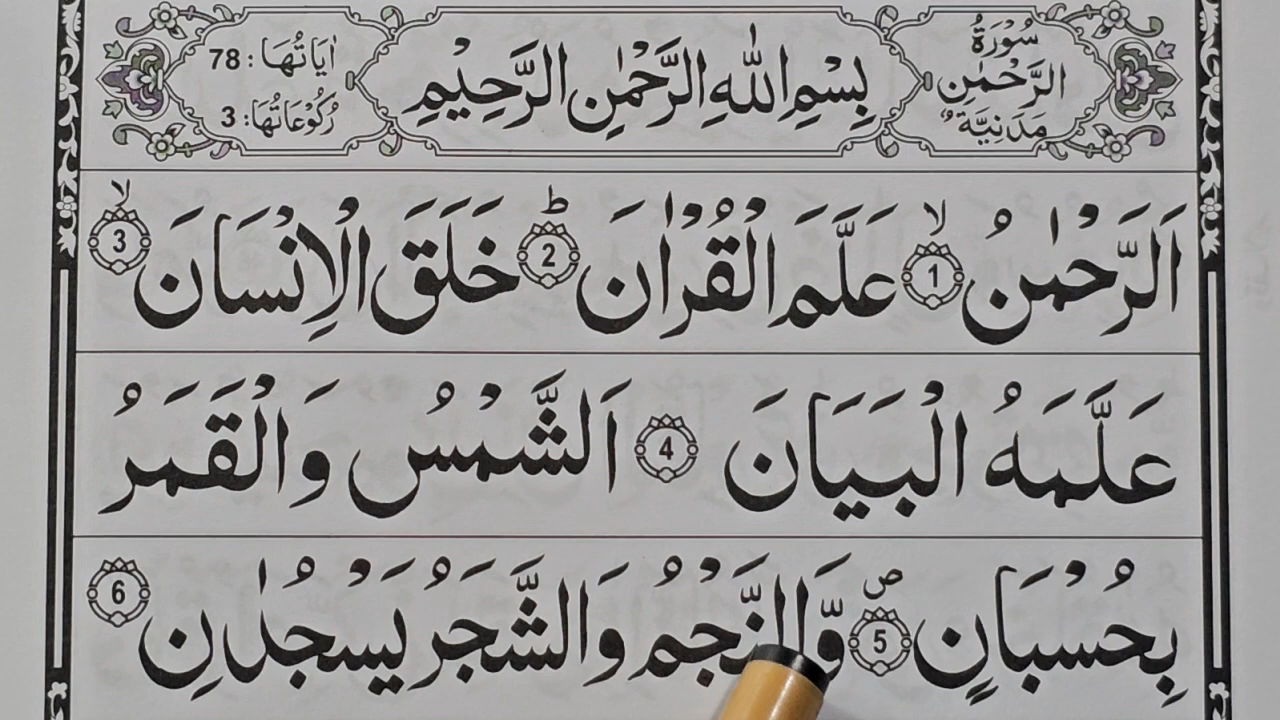 سُوْرَةُ الرَّحْمٰنِ مَدَنِيَّةٌ
بِسْمِ اللّٰهِ الرَّحْمٰنِ الرَّحِيْمِ
اٰيَاتُهَا: 78
رُكُوْعَاتُهَا: 3
اَلرَّحْمٰنُ ۙ 1 عَلَّمَ الْقُرْاٰنَ ؕ 2 خَلَقَ الْاِنْسَانَ ۙ 3
عَلَّمَهُ الْبَيَانَ 4 اَلشَّمْسُ وَالْقَمَرُ
بِحُسْبَانٍ 5 ۪ وَّالنَّجْمُ وَالشَّجَرُ يَسْجُدٰنِ 6